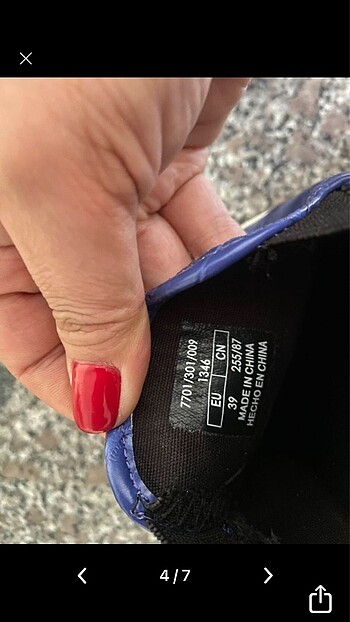 7701/301/009
1346
EU CN
39 255/87
MADE IN CHINA
HECHO EN CHINA
4/7